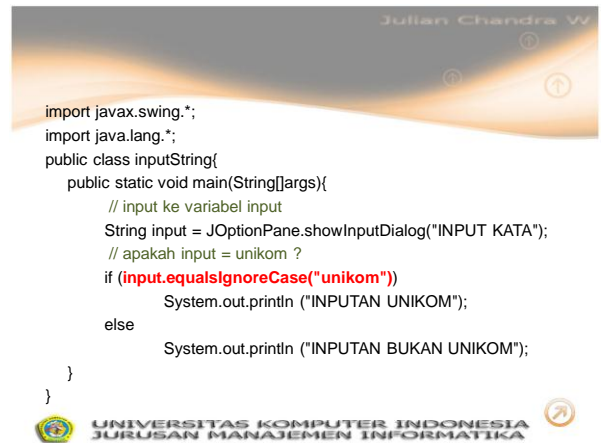 Julian Chandra W
import javax.swing.*;
import java.lang.*;
public class inputString{
public static void main(String[]args){
// input ke variabel input
String input = JOptionPane.showInputDialog("INPUT KATA");
// apakah input = unikom ?
if (input.equalsIgnoreCase("unikom"))
System.out.println ("INPUTAN UNIKOM");
else
System.out.println ("INPUTAN BUKAN UNIKOM");
}
}
UNIVERSITAS KOMPUTER INDONESIA
JURUSAN MANAJEMEN INFORMATIKA